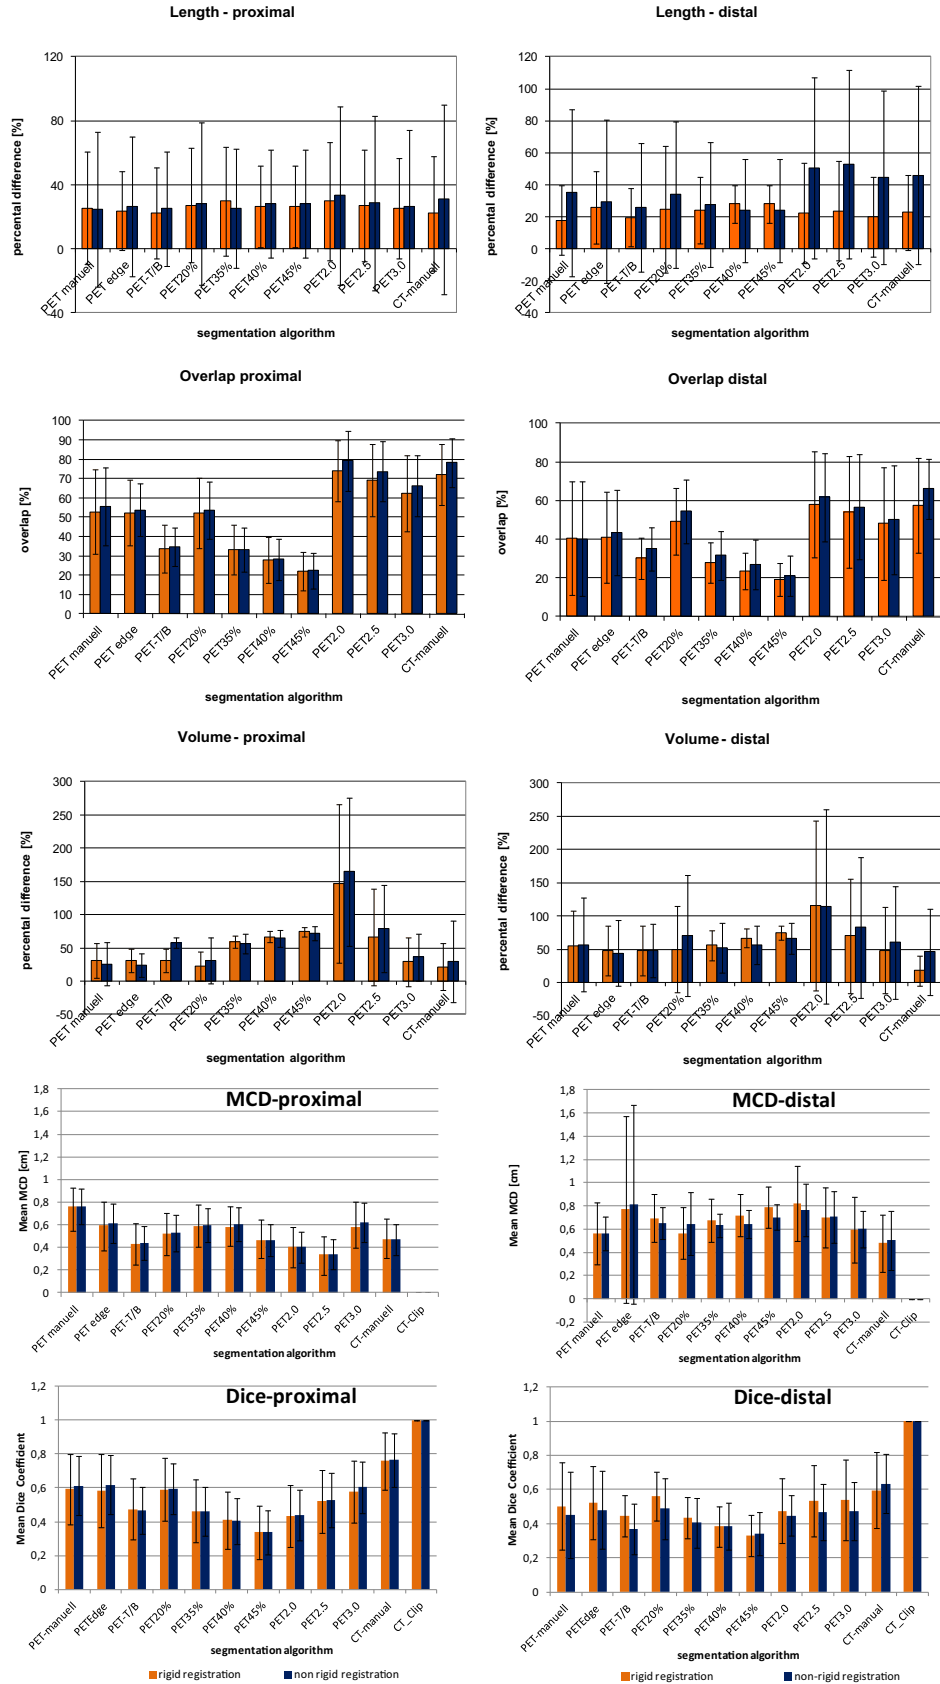 Length - proximal
percental difference [%]
120
80
40
0
-40
PET manuell
PET edge
PET-T/B
PET20%
PET35%
PET40%
PET45%
PET2.0
PET2.5
PET3.0
CT-manuell
segmentation algorithm
Length - distal
percental difference [%]
120
100
80
60
40
20
0
-20
-40
PET manuell
PET edge
PET-T/B
PET20%
PET35%
PET40%
PET45%
PET2.0
PET2.5
PET3.0
CT-manuell
segmentation algorithm
Overlap proximal
overlap [%]
100
90
80
70
60
50
40
30
20
10
0
PET manuell
PET edge
PET-T/B
PET20%
PET35%
PET40%
PET45%
PET2.0
PET2.5
PET3.0
CT-manuell
segmentation algorithm
Overlap distal
overlap [%]
100
80
60
40
20
0
PET manuell
PET edge
PET-T/B
PET20%
PET35%
PET40%
PET45%
PET2.0
PET2.5
PET3.0
CT-manuell
segmentation algorithm
Volume - proximal
percental difference [%]
300
250
200
150
100
50
0
-50
PET manuell
PET edge
PET-T/B
PET20%
PET35%
PET40%
PET45%
PET2.0
PET2.5
PET3.0
CT-manuell
segmentation algorithm
Volume - distal
percental difference [%]
300
250
200
150
100
50
0
-50
PET manuell
PET edge
PET-T/B
PET20%
PET35%
PET40%
PET45%
PET2.0
PET2.5
PET3.0
CT-manuell
segmentation algorithm
MCD-proximal
Mean MCD [cm]
1,8
1,6
1,4
1,2
1
0,8
0,6
0,4
0,2
0
PET manuell
PET edge
PET-T/B
PET20%
PET35%
PET40%
PET45%
PET2.0
PET2.5
PET3.0
CT-manuell
CT-Clip
segmentation algorithm
MCD-distal
Mean MCD [cm]
1,8
1,6
1,4
1,2
1
0,8
0,6
0,4
0,2
0
-0,2
PET manuell
PET edge
PET-T/B
PET20%
PET35%
PET40%
PET45%
PET2.0
PET2.5
PET3.0
CT-manuell
CT-Clip
segmentation algorithm
Dice-proximal
Mean Dice Coefficient
1,2
1
0,8
0,6
0,4
0,2
0
PET-manuell
PETEdge
PET-T/B
PET20%
PET35%
PET40%
PET45%
PET2.0
PET2.5
PET3.0
CT-manual
CT_Clip
segmentation algorithm
rigid registration
non rigid registration
Dice-distal
Mean Dice Coefficient
1,2
1
0,8
0,6
0,4
0,2
0
PET-manuell
PETEdge
PET-T/B
PET20%
PET35%
PET40%
PET45%
PET2.0
PET2.5
PET3.0
CT-manual
CT_Clip
segmentation algorithm
rigid registration
non-rigid registration